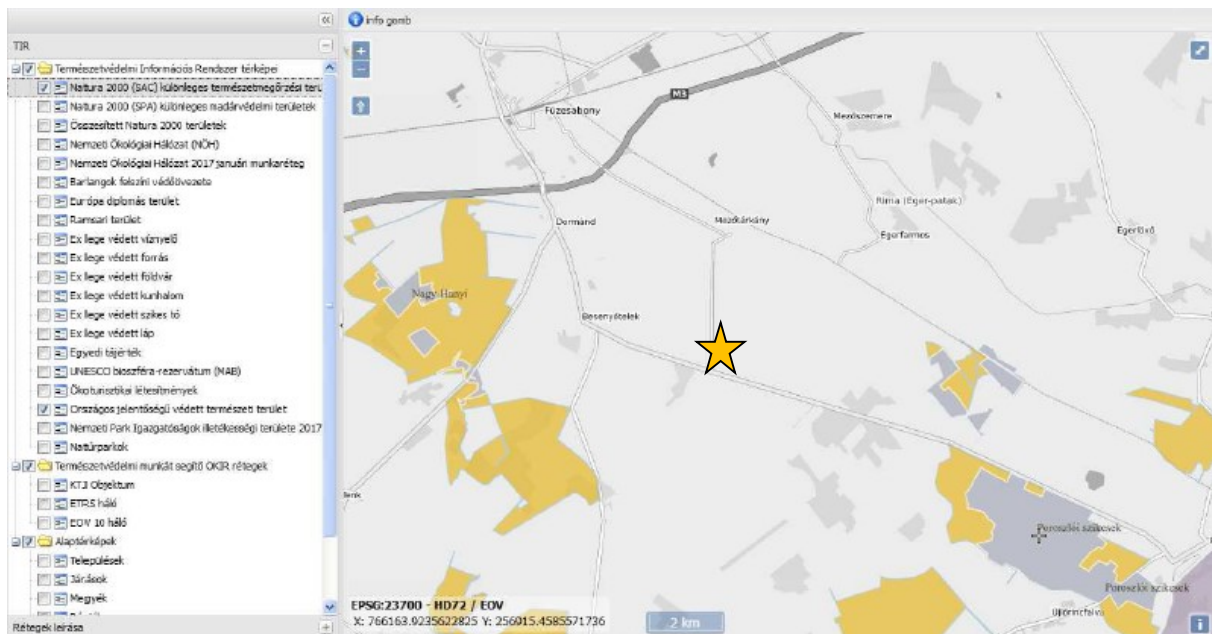 info gomb
TIR
Természetvédelmi Információs Rendszer térképei
Natura 2000 (SAC) különleges természetmegőrzési terü
Natura 2000 (SPA) különleges madárvédelmi területek
Összesített Natura 2000 területek
Nemzeti Ökológiai Hálózat (NÖH)
Nemzeti Ökológiai Hálózat 2017 januári munkaréteg
Barlangok felszíni védőövezete
Európa diplomás terület
Ramsari terület
Ex lege védett víznyelő
Ex lege védett forrás
Ex lege védett földvár
Ex lege védett kunhalom
Ex lege védett szikes tó
Ex lege védett láp
Egyedi tájérték
UNESCO bioszféra-rezervátum (MAB)
Ökoturisztikai létesítmények
Országos jelentőségű védett természeti terület
Nemzeti Park Igazgatóságok illetékességi területe 2017
Natúrparkok
Természetvédelmi munkát segítő OKIR rétegek
KTJ Objektum
ETRS háló
EOV 10 háló
Alaptérképek
Települések
Járások
Megyék
Rétegek leírása
M3
Füzesabony
Mezőszemere
Rima (Eger-patak)
Dormánd
Mezőtárkány
Egerfarmos
Egerlövő
Nagy-Hanyi
Besenyőtelek
Poroszlói szikesek
Poroszlói szikesek
Újlőrincfalva
EPSG:23700 - HD72 / EOV
X: 766163.9235622825 Y: 256015.4585571736
2 km